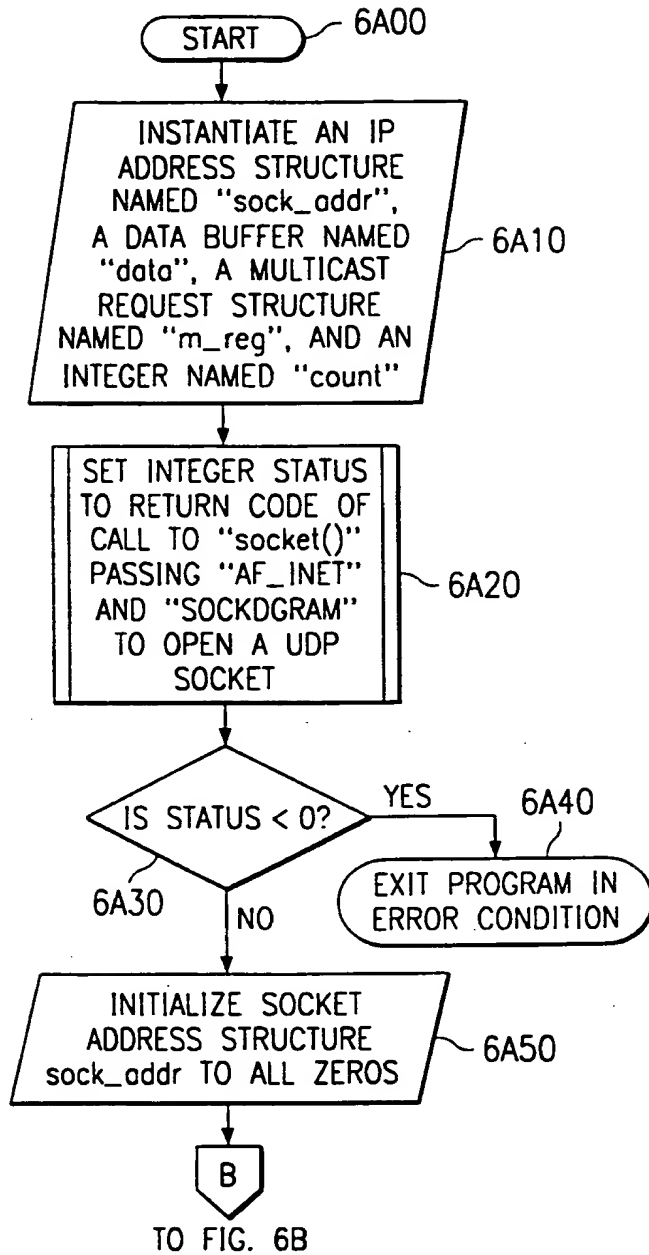 START
6A00
INSTANTIATE AN IP
ADDRESS STRUCTURE
NAMED "sock_addr",
A DATA BUFFER NAMED
"data", A MULTICAST
REQUEST STRUCTURE
NAMED "m_reg", AND AN
INTEGER NAMED "count"
6A10
SET INTEGER STATUS
TO RETURN CODE OF
CALL TO "socket()"
PASSING "AF_INET"
AND "SOCKDGRAM"
TO OPEN A UDP
SOCKET
6A20
IS STATUS < 0?
YES
6A30
NO
6A40
EXIT PROGRAM IN
ERROR CONDITION
INITIALIZE SOCKET
ADDRESS STRUCTURE
sock_addr TO ALL ZEROS
6A50
B
TO FIG. 6B